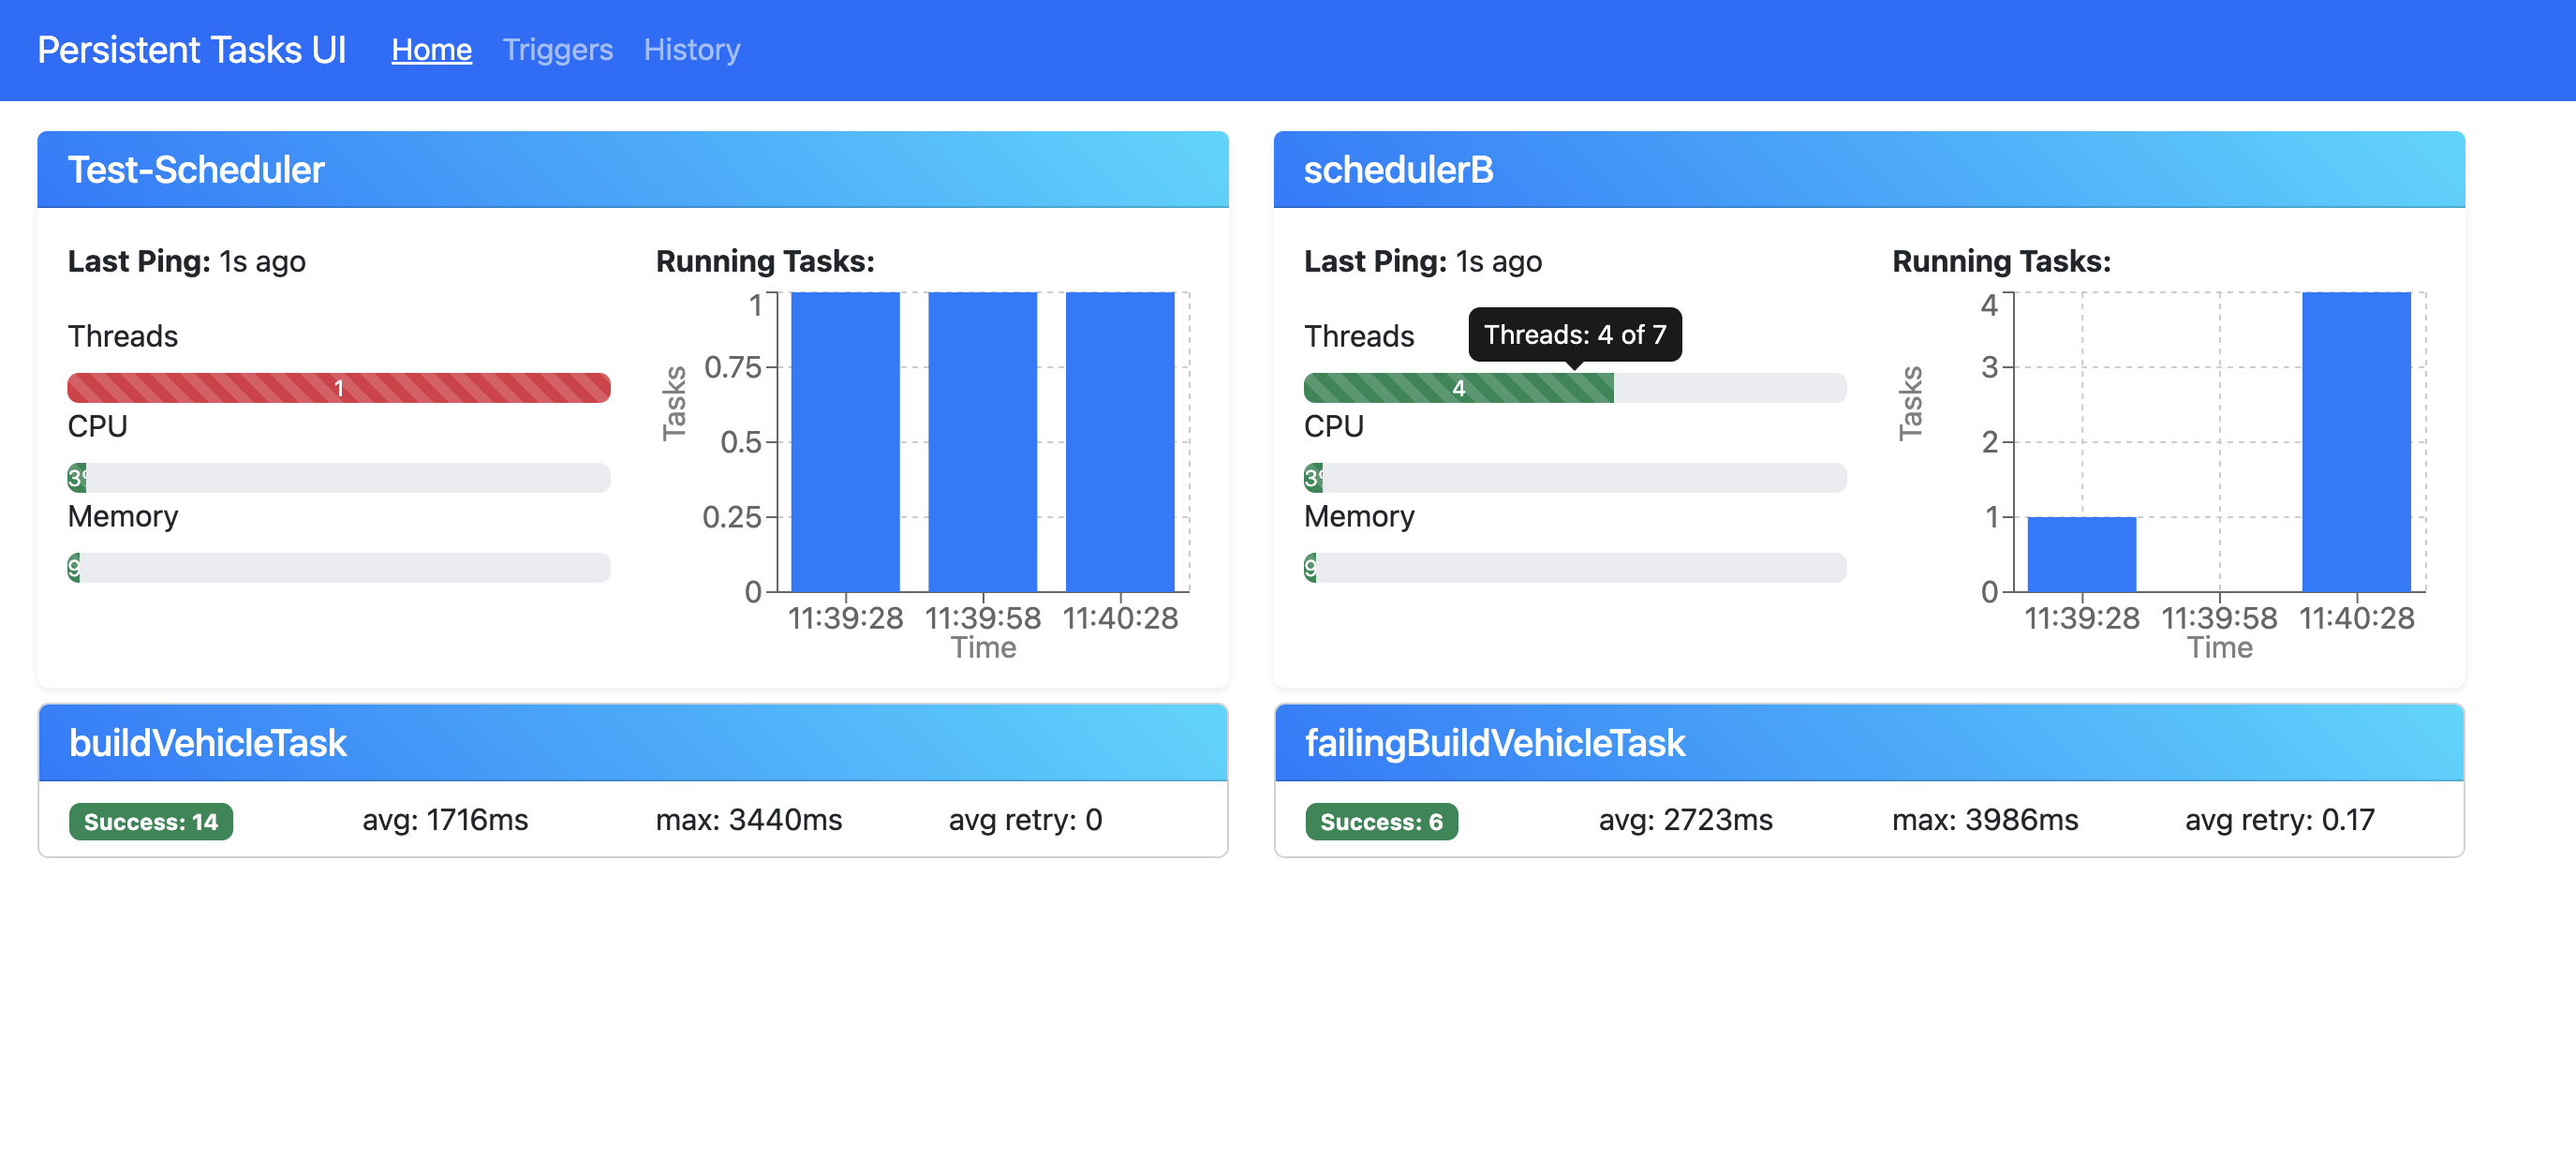 Persistent Tasks UI Home Triggers History
Test-Scheduler
Last Ping: 1s ago
Threads
1
CPU
3%
Memory
9
Running Tasks:
Tasks
1
0.75
0.5
0.25
0
11:39:28 11:39:58 11:40:28
Time
schedulerB
Last Ping: 1s ago
Threads
Threads: 4 of 7
4
CPU
3%
Memory
9
Running Tasks:
Tasks
4
3
2
1
0
11:39:28 11:39:58 11:40:28
Time
buildVehicleTask
Success: 14 avg: 1716ms max: 3440ms avg retry: 0
failingBuildVehicleTask
Success: 6 avg: 2723ms max: 3986ms avg retry: 0.17